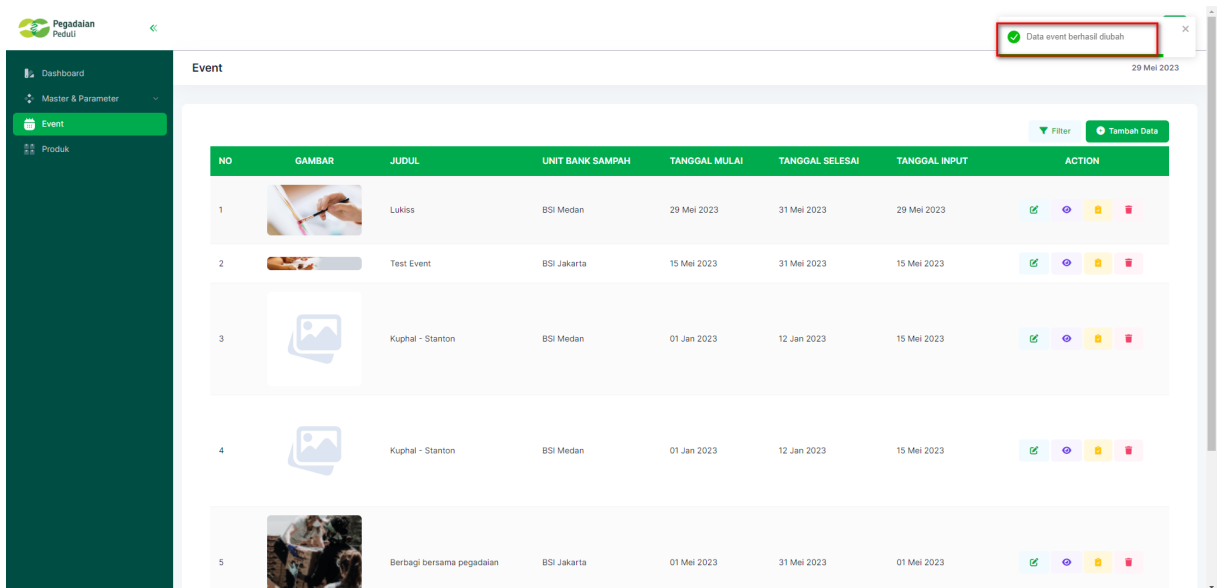 Pegadaian
Peduli
Data event berhasil diubah
Dashboard
Master & Parameter
Event
Produk
Event
29 Mei 2023
Filter
Tambah Data
NO GAMBAR JUDUL UNIT BANK SAMPAH TANGGAL MULAI TANGGAL SELESAI TANGGAL INPUT ACTION
1 Lukiss BSI Medan 29 Mei 2023 31 Mei 2023 29 Mei 2023
2 Test Event BSI Jakarta 15 Mei 2023 31 Mei 2023 15 Mei 2023
3 Kuphal - Stanton BSI Medan 01 Jan 2023 12 Jan 2023 15 Mei 2023
4 Kuphal - Stanton BSI Medan 01 Jan 2023 12 Jan 2023 15 Mei 2023
5 Berbagi bersama pegadaian BSI Jakarta 01 Mei 2023 31 Mei 2023 01 Mei 2023